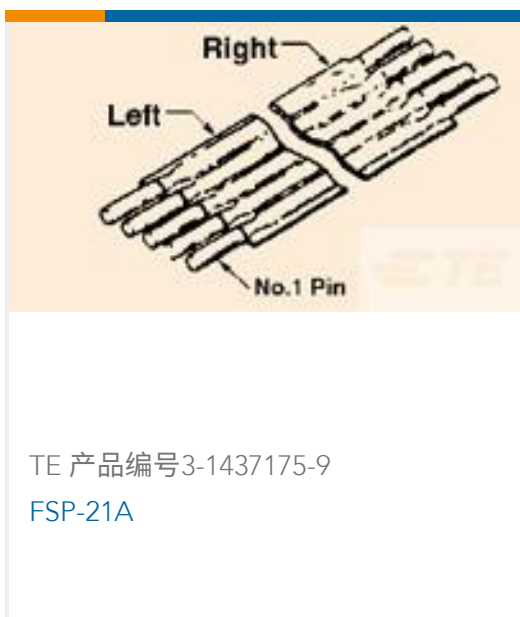 Right
Left
No.1 Pin
TE
TE 产品编号3-1437175-9
FSP-21A